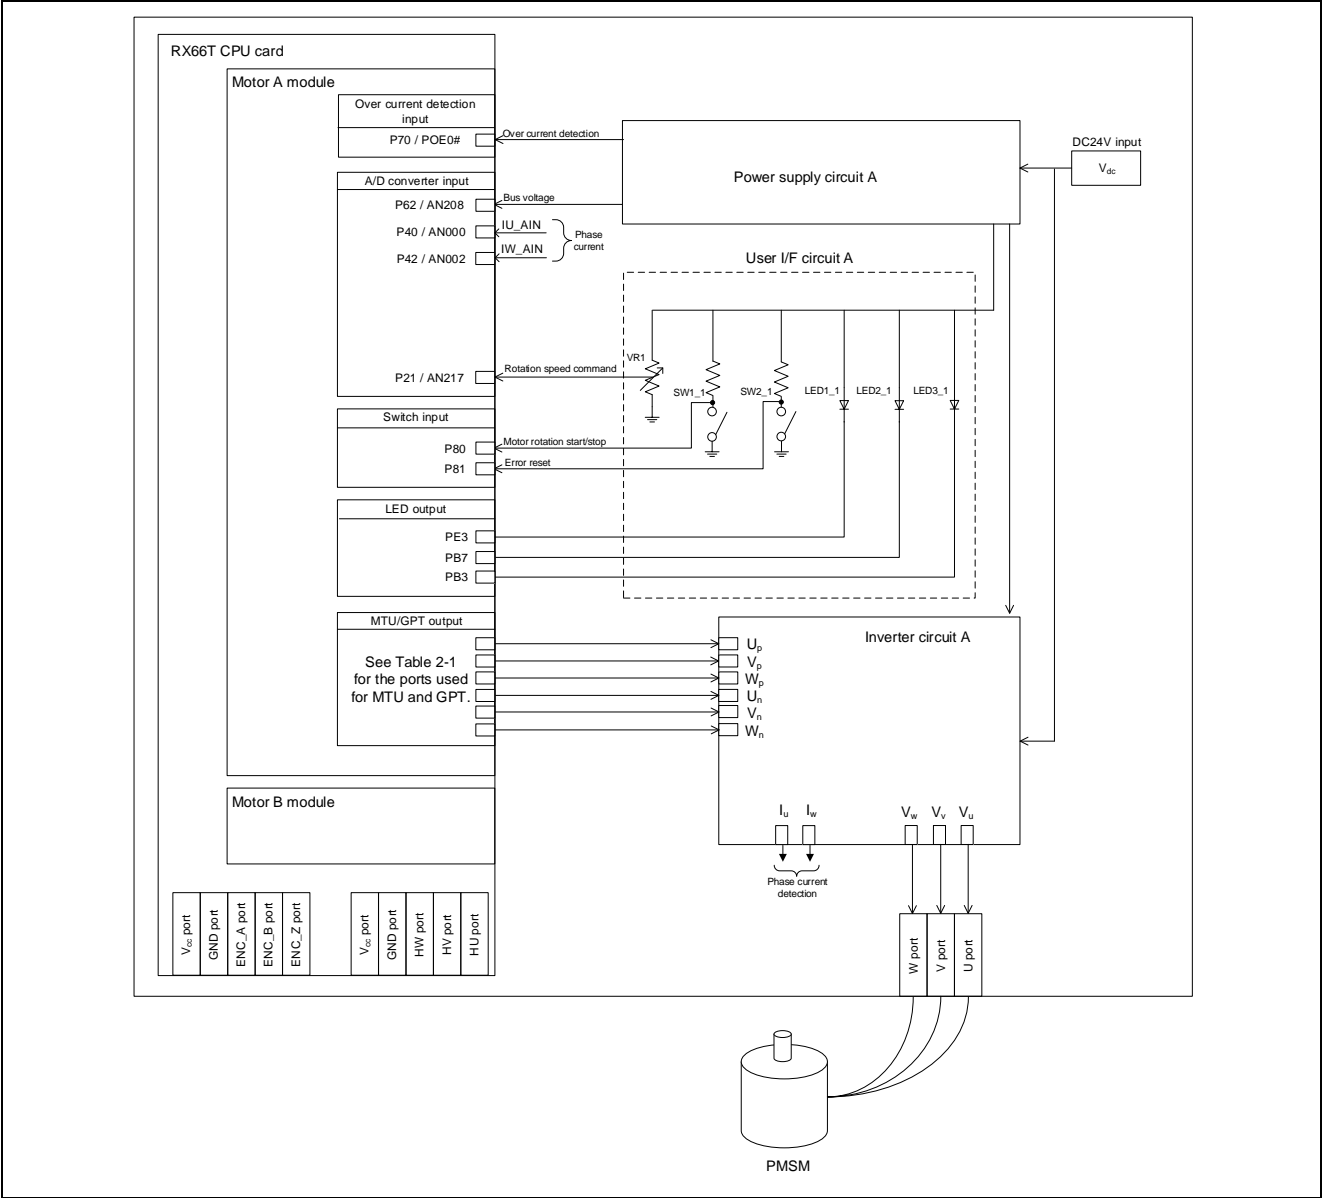 RX66T CPU card
Motor A module
Over current detection
input
P70 / POE0#
Over current detection
A/D converter input
P62 / AN208
Bus voltage
P40 / AN000
IU_AIN
P42 / AN002
IW_AIN
Phase
current
P21 / AN217
Rotation speed command
Switch input
P80
Motor rotation start/stop
P81
Error reset
LED output
PE3
PB7
PB3
MTU/GPT output
See Table 2-1
for the ports used
for MTU and GPT.
Motor B module
Power supply circuit A
DC24V input
Vdc
User I/F circuit A
VR1
SW1_1
SW2_1
LED1_1
LED2_1
LED3_1
Inverter circuit A
Up
Vp
Wp
Un
Vn
Wn
Iu
Iw
Vw
Vv
Vu
Phase current
detection
Vcc port
GND port
ENC_A port
ENC_B port
ENC_Z port
Vcc port
GND port
HW port
HV port
HU port
W port
V port
U port
PMSM